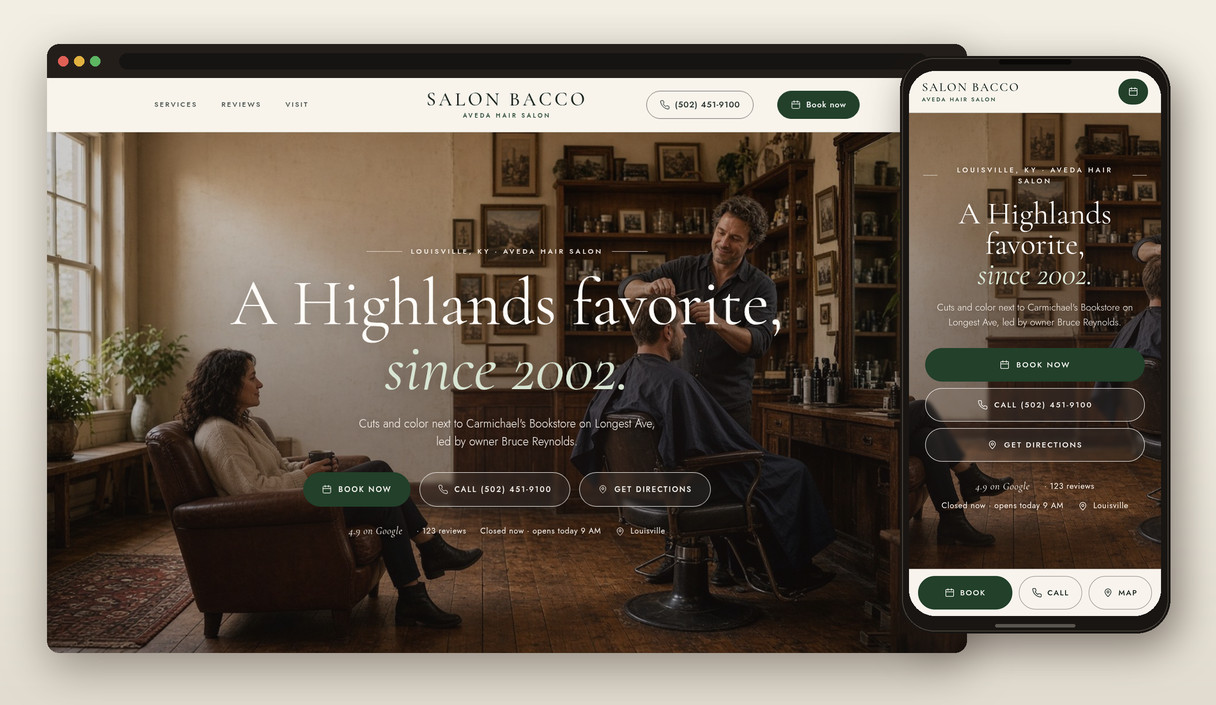 SERVICES REVIEWS VISIT
SALON BACCO
AVEDA HAIR SALON
(502) 451-9100
Book now
LOUISVILLE, KY · AVEDA HAIR SALON
A Highlands favorite,
since 2002.
Cuts and color next to Carmichael's Bookstore on Longest Ave,
led by owner Bruce Reynolds.
BOOK NOW
CALL (502) 451-9100
GET DIRECTIONS
4.9 on Google · 123 reviews Closed now · opens today 9 AM Louisville
SALON BACCO
AVEDA HAIR SALON
LOUISVILLE, KY · AVEDA HAIR
SALON
A Highlands
favorite,
since 2002.
Cuts and color next to Carmichael's Bookstore on
Longest Ave, led by owner Bruce Reynolds.
BOOK NOW
CALL (502) 451-9100
GET DIRECTIONS
4.9 on Google · 123 reviews
Closed now · opens today 9 AM Louisville
BOOK
CALL
MAP